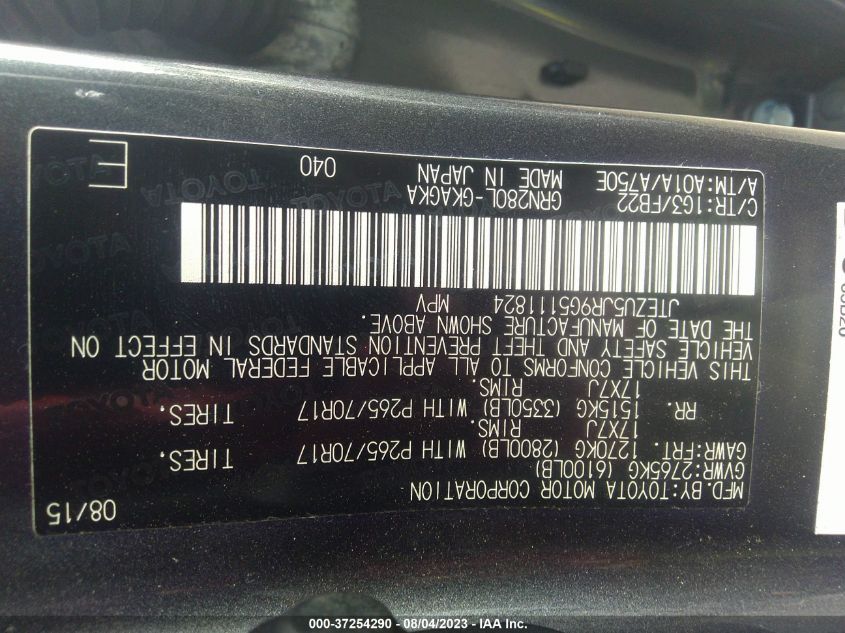 MFD. BY:TOYOTA MOTOR CORPORATION 08/15
GVWR:2765KG (6100LB)
GAWR:FRT. 1270KG (2800LB) WITH P265/70R17 TIRES.
17X7J RIMS.
RR. 1515KG (3350LB) WITH P265/70R17 TIRES.
17X7J RIMS.
THIS VEHICLE CONFORMS TO ALL APPLICABLE FEDERAL MOTOR
VEHICLE SAFETY AND THEFT PREVENTION STANDARDS IN EFFECT ON
THE DATE OF MANUFACTURE SHOWN ABOVE.
JTEZU5JR9G5111824 MPV
C/TR:1G3/FB22 GRN280L-GKAGKA
A/TM:A01A/A750E MADE IN JAPAN 040 E
TOYOTA
000-37254290 - 08/04/2023 - IAA Inc.